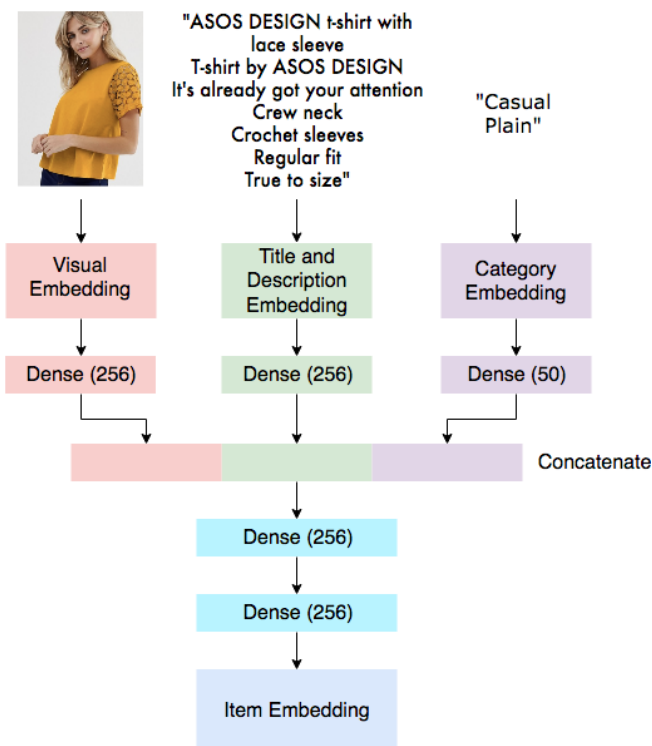 "ASOS DESIGN t-shirt with
lace sleeve
T-shirt by ASOS DESIGN
It's already got your attention
Crew neck
Crochet sleeves
Regular fit
True to size"
"Casual
Plain"
Visual
Embedding
Title and
Description
Embedding
Category
Embedding
Dense (256)
Dense (256)
Dense (50)
Concatenate
Dense (256)
Dense (256)
Item Embedding